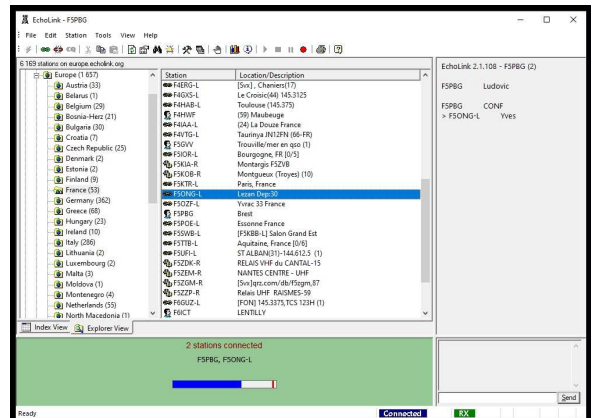 EchoLink - F5PBG
File Edit Station Tools View Help
6 169 stations on europe.echolink.org
Europe (1 657)
Austria (33)
Belarus (1)
Belgium (29)
Bosnia-Herz (21)
Bulgaria (30)
Croatia (7)
Czech Republic (25)
Denmark (2)
Estonia (2)
Finland (9)
France (53)
Germany (362)
Greece (68)
Hungary (23)
Ireland (10)
Italy (286)
Lithuania (2)
Luxembourg (2)
Malta (3)
Moldova (1)
Montenegro (4)
Netherlands (55)
North Macedonia (1)
Station Location/Description
F4ERG-L [Svx] , Chaniers(17)
F4GXS-L Le Croisic(44) 145.3125
F4HAB-L Toulouse (145.375)
F4HWF (59) Maubeuge
F4IAA-L (24) La Douze France
F4VTG-L Taurinya JN12FN (66-FR)
F5GVV Trouville/mer en qso (1)
F5IOR-L Bourgogne, FR [0/5]
F5KIA-R Montargis F5ZVB
F5KOB-R Montgueux (Troyes) (10)
F5KTR-L Paris, France
F5ONG-L Lezan Dep:30
F5OZF-L Yvrac 33 France
F5PBG Brest
F5POE-L Essonne France
F5SWB-L [F5KBB-L] Salon Grand Est
F5TTB-L Aquitaine, France [0/6]
F5UFI-L ST ALBAN(31)-144.612.5 (1)
F5ZDK-R RELAIS VHF du CANTAL-15
F5ZEM-R NANTES CENTRE - UHF
F5ZGM-R [Svx]qrz.com/db/f5zgm,87
F5ZZP-R Relais UHF RAISMES-59
F6GUZ-L [FON] 145.3375,TCS 123H (1)
F6ICT LENTILLY
Index View Explorer View
EchoLink 2.1.108 - F5PBG (2)
F5PBG Ludovic
F5PBG CONF
> F5ONG-L Yves
2 stations connected
F5PBG, F5ONG-L
Send
Ready Connected RX